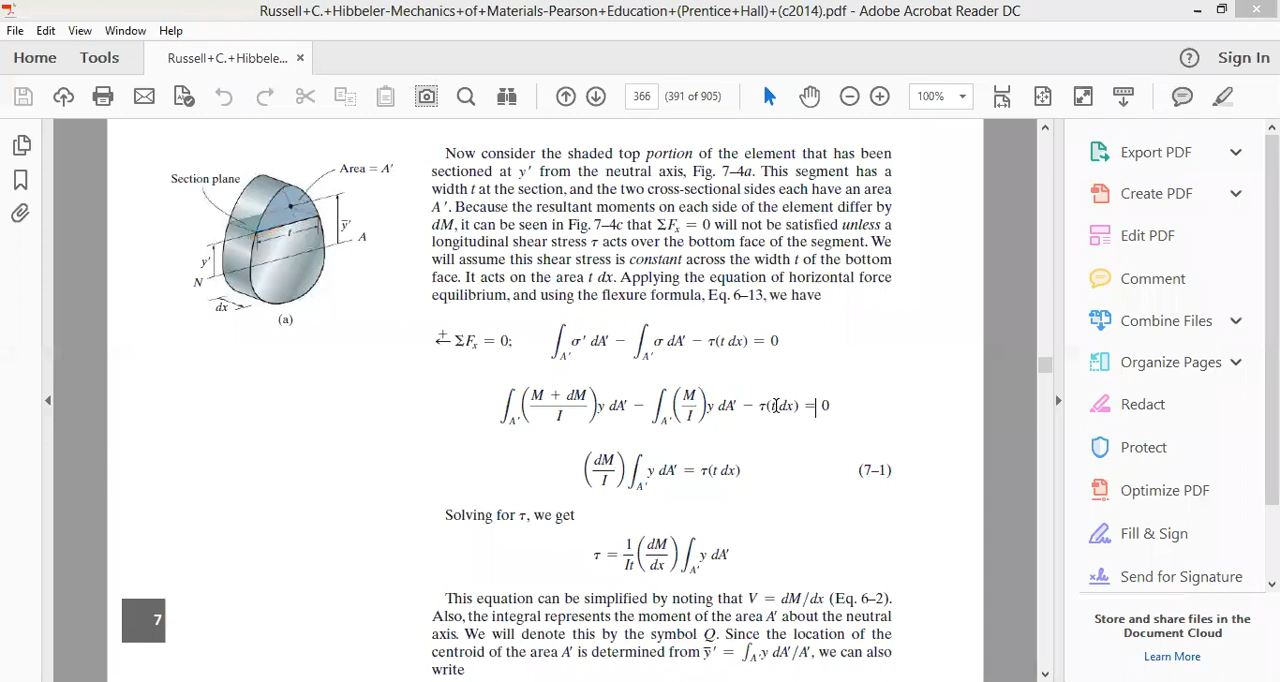 Russell+C.+Hibbeler-Mechanics+of+Materials-Pearson+Education+(Prentice+Hall)+(c2014).pdf - Adobe Acrobat Reader DC
File Edit View Window Help
Home Tools Russell+C.+Hibbele... × Sign In
366 (391 of 905) 100%
Now consider the shaded top portion of the element that has been
sectioned at y′ from the neutral axis, Fig. 7–4a. This segment has a
width t at the section, and the two cross-sectional sides each have an area
A′. Because the resultant moments on each side of the element differ by
dM, it can be seen in Fig. 7–4c that ΣFₓ = 0 will not be satisfied unless a
longitudinal shear stress τ acts over the bottom face of the segment. We
will assume this shear stress is constant across the width t of the bottom
face. It acts on the area t dx. Applying the equation of horizontal force
equilibrium, and using the flexure formula, Eq. 6–13, we have
Section plane
Area = A′
ȳ′
t
A
y′
N
dx
(a)
⃪+ ΣFₓ = 0; ∫A′ σ′ dA′ − ∫A′ σ dA′ − τ(t dx) = 0
∫A′ ((M + dM)/I) y dA′ − ∫A′ (M/I) y dA′ − τ(t dx) = 0
(dM/I) ∫A′ y dA′ = τ(t dx) (7–1)
Solving for τ, we get
τ = 1/It (dM/dx) ∫A′ y dA′
This equation can be simplified by noting that V = dM/dx (Eq. 6–2).
Also, the integral represents the moment of the area A′ about the neutral
axis. We will denote this by the symbol Q. Since the location of the
centroid of the area A′ is determined from ȳ′ = ∫A′ y dA′/A′, we can also
write
7
Export PDF
Create PDF
Edit PDF
Comment
Combine Files
Organize Pages
Redact
Protect
Optimize PDF
Fill & Sign
Send for Signature
Store and share files in the
Document Cloud
Learn More